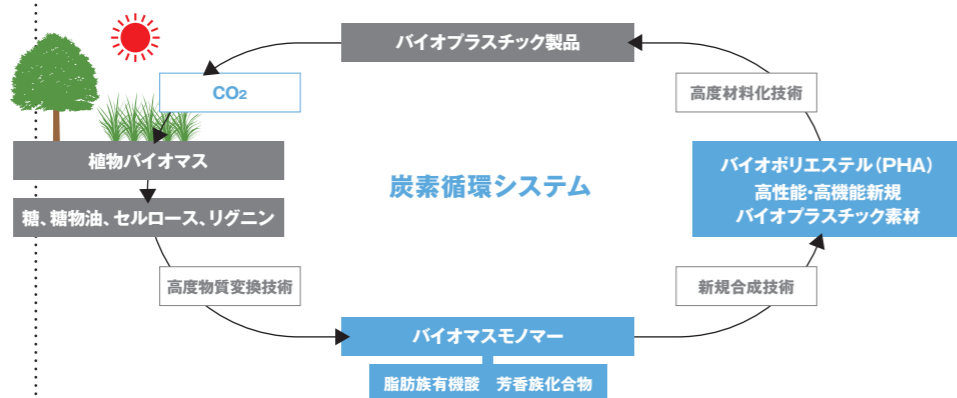 バイオプラスチック製品
CO2
高度材料化技術
植物バイオマス
炭素循環システム
バイオポリエステル(PHA)
高性能・高機能新規
バイオプラスチック素材
糖、糖物油、セルロース、リグニン
高度物質変換技術
新規合成技術
バイオマスモノマー
脂肪族有機酸 芳香族化合物